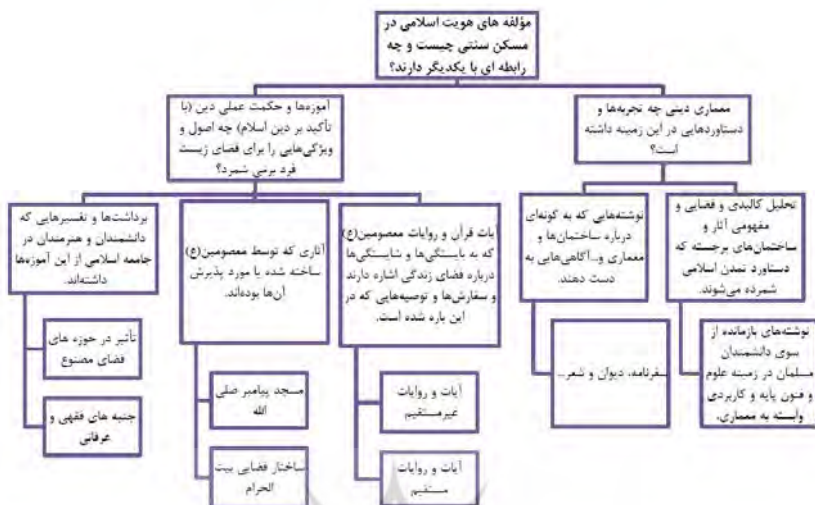 مؤلفه های هویت اسلامی در
مسکن سنتی چیست و چه
رابطه ای با یکدیگر دارند؟
معماری دینی چه تجربه‌ها و
دستاوردهایی در این زمینه داشته
است؟
تحلیل کالبدی و فضایی و
مفهومی آثار و
ساختمان‌های برجسته که
دستاورد تمدن اسلامی
شمرده می‌شوند.
نوشته‌های بازمانده از
سوی دانشمندان
مسلمان در زمینه علوم
و فنون پایه و کاربردی
وابسته به معماری.
نوشته‌هایی که به گونه‌ای
درباره ساختمان‌ها و
معماری و...آگاهی‌هایی به
دست دهند.
سفرنامه، دیوان و شعر...
آموزه‌ها و حکمت عملی دین (با
تأکید بر دین اسلام) چه اصول و
ویژگی‌هایی را برای فضای زیست
فرد برمی شمرد؟
یات قرآن و روایات معصومین(ع)
که به بایستگی‌ها و شایستگی‌ها
درباره فضای زندگی اشاره دارند
و سفارش‌ها و توصیه‌هایی که در
این باره شده است.
آیات و روایات
غیرمستقیم
آیات و روایات
مستقیم
آثاری که توسط معصومین(ع)
ساخته شده یا مورد پذیرش
آن‌ها بوده‌اند.
مسجد پیامبر صلی
الله
ساختار فضایی بیت
الحرام
برداشت‌ها و تفسیرهایی که
دانشمندان و هنرمندان در
جامعه اسلامی از این آموزه‌ها
داشته‌اند.
تأثیر در حوزه های
فضای مصنوع
جنبه های فقهی و
عرفانی